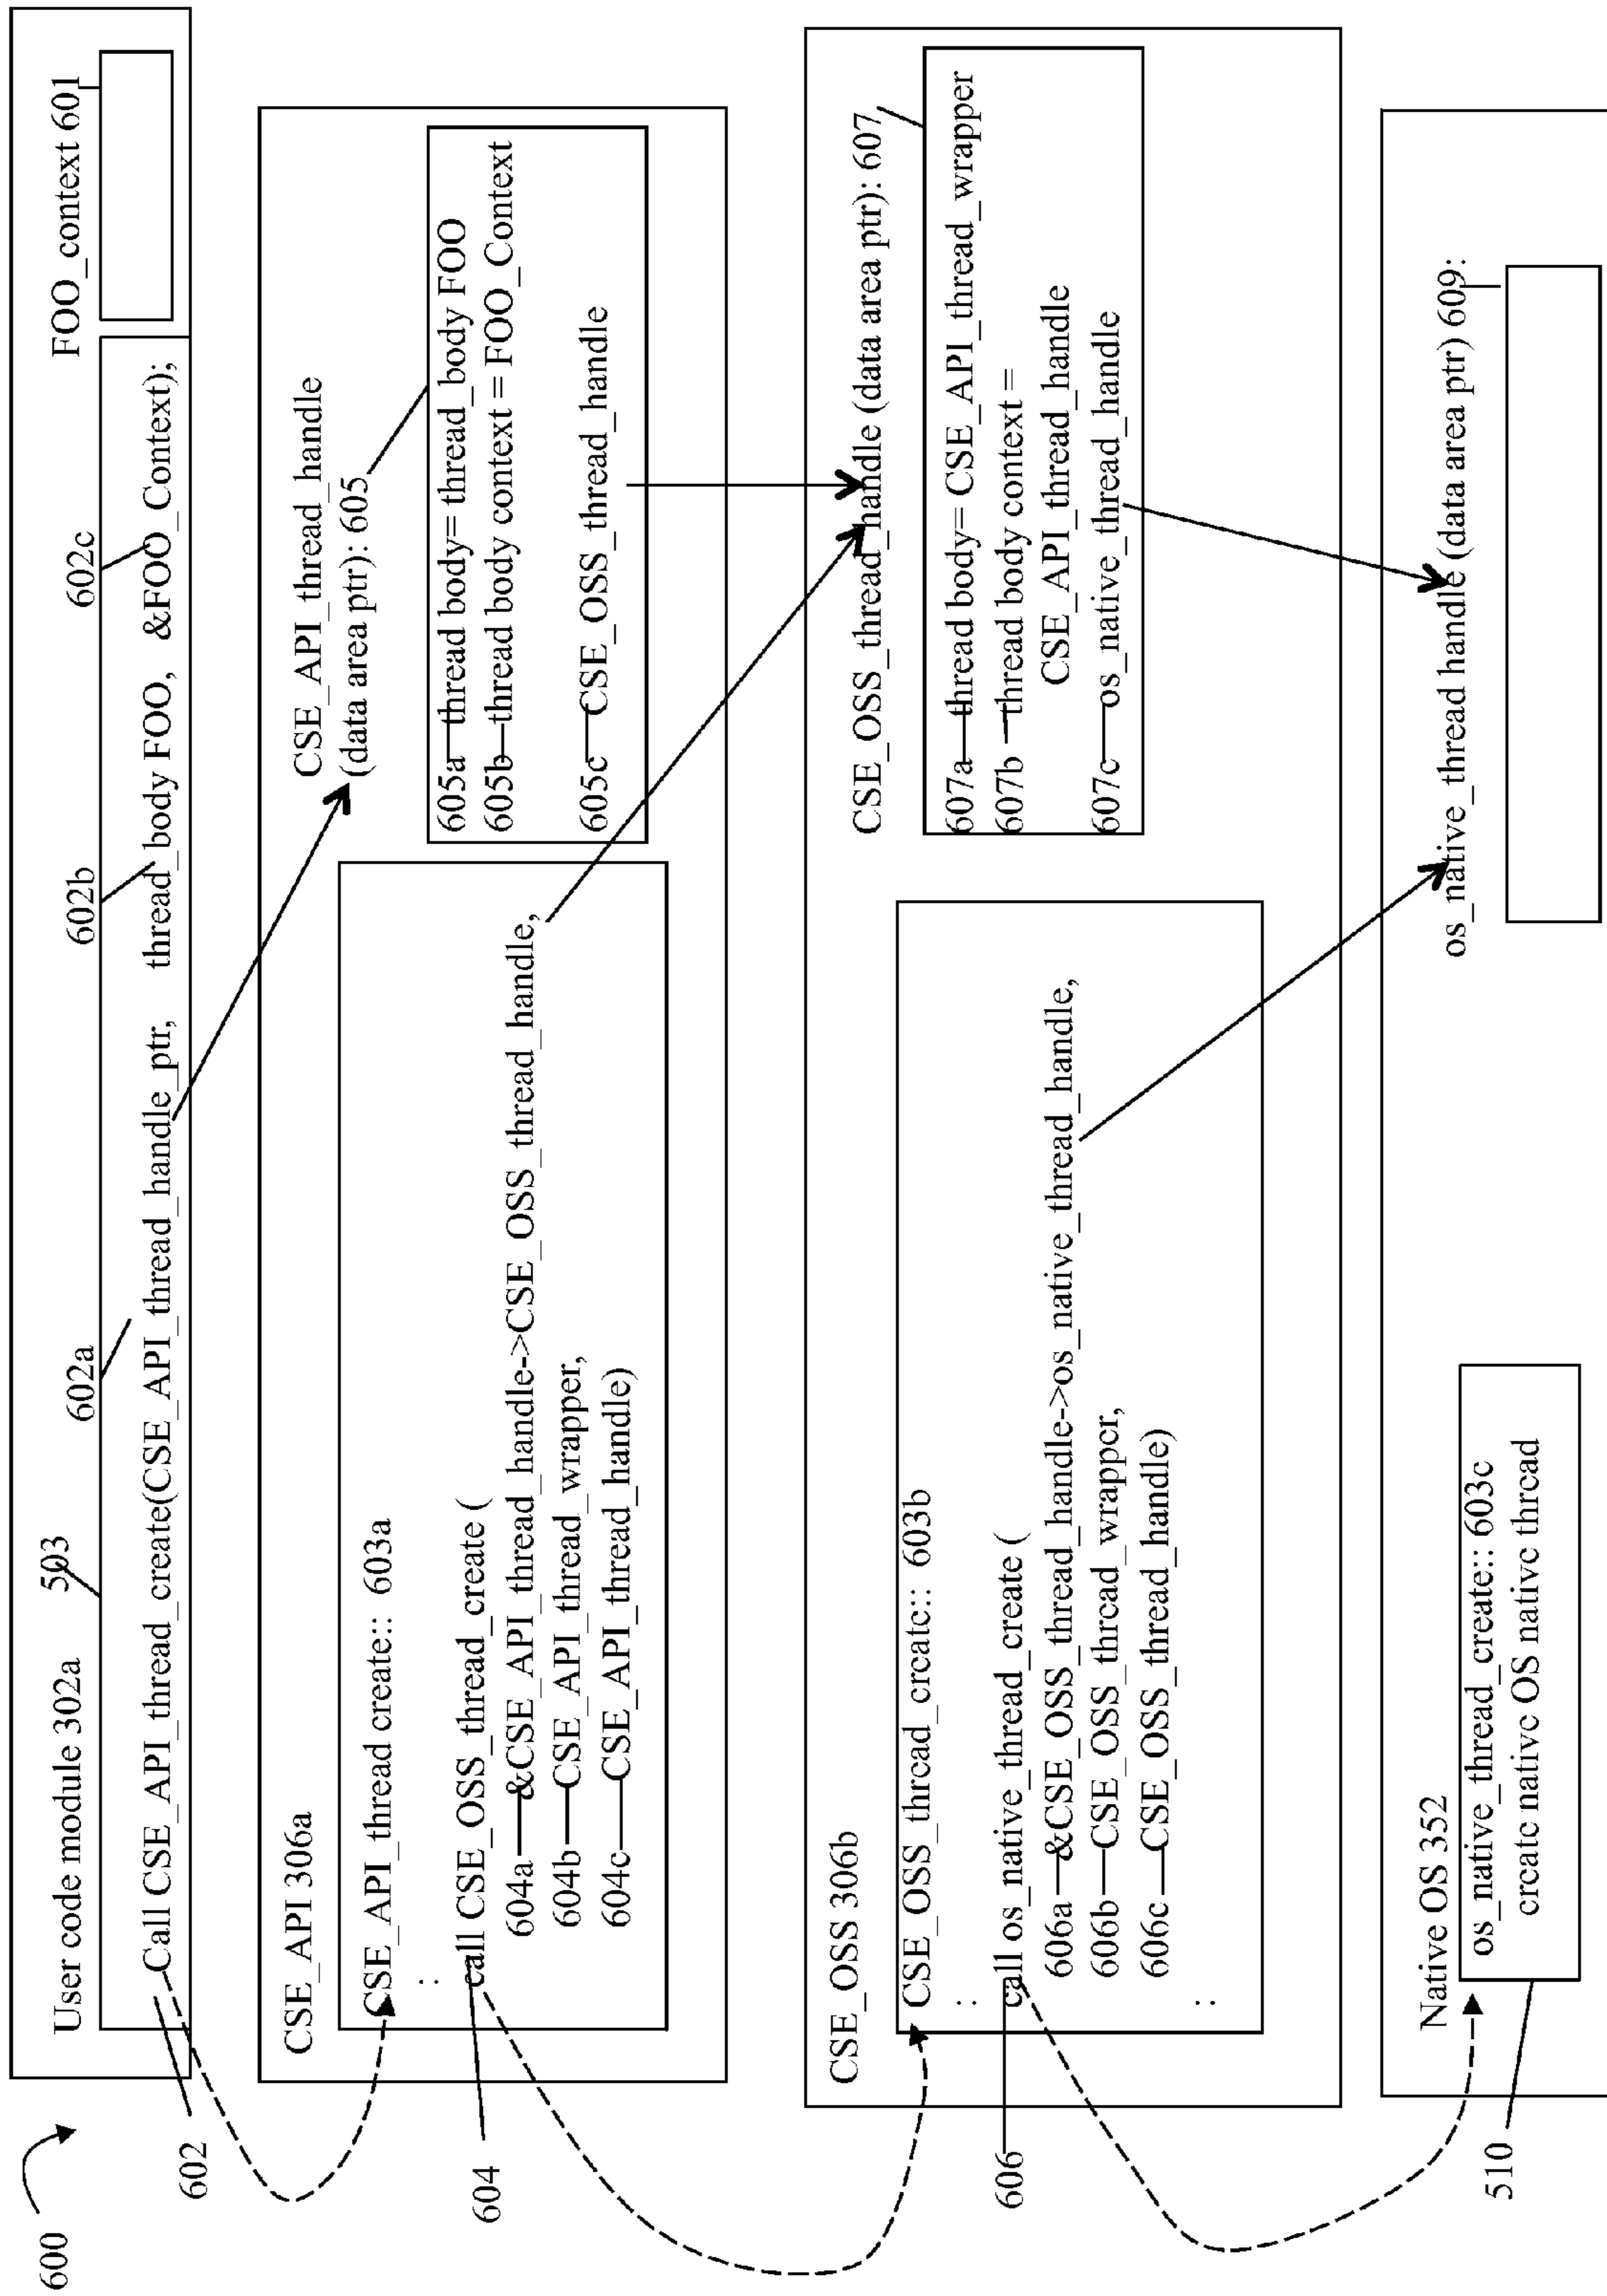 600
User code module 302a
503
602a
602b
602c
FOO_context 601
Call CSE_API_thread_create(CSE_API_thread_handle_ptr, thread_body FOO, &FOO_Context);
602
CSE_API 306a
CSE_API_thread create:: 603a
:
call CSE_OSS_thread_create (
604a &CSE_API_thread_handle->CSE_OSS_thread_handle,
604b CSE_API_thread_wrapper,
604c CSE_API_thread_handle)
604
CSE_API_thread_handle
(data area ptr): 605
605a thread body= thread_body FOO
605b thread body context = FOO_Context
605c CSE_OSS_thread_handle
CSE_OSS 306b
CSE_OSS_thread_create:: 603b
:
call os_native_thread_create (
606a &CSE_OSS_thread_handle->os_native_thread_handle,
606b CSE_OSS_thread_wrapper,
606c CSE_OSS_thread_handle)
:
606
CSE_OSS_thread_handle (data area ptr): 607
607a thread body= CSE_API_thread_wrapper
607b thread body context =
CSE_API_thread_handle
607c os_native_thread_handle
Native OS 352
os_native_thread_create:: 603c
create native OS native thread
510
os_native_thread handle (data area ptr) 609: